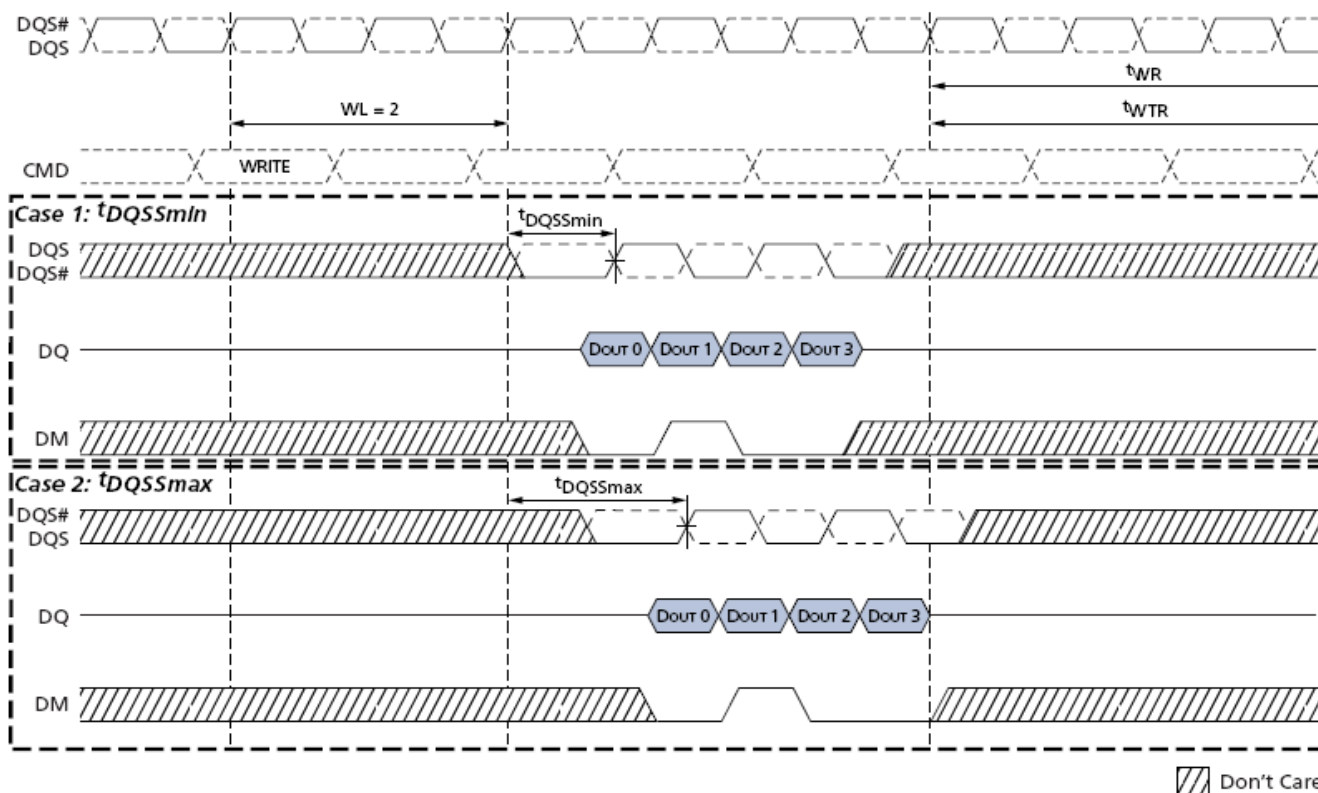 DQS#
DQS
tWR
WL = 2
tWTR
CMD WRITE
Case 1: tDQSSmin
tDQSSmin
DQS
DQS#
DQ DOUT 0 DOUT 1 DOUT 2 DOUT 3
DM
Case 2: tDQSSmax
tDQSSmax
DQS#
DQS
DQ DOUT 0 DOUT 1 DOUT 2 DOUT 3
DM
Don't Care